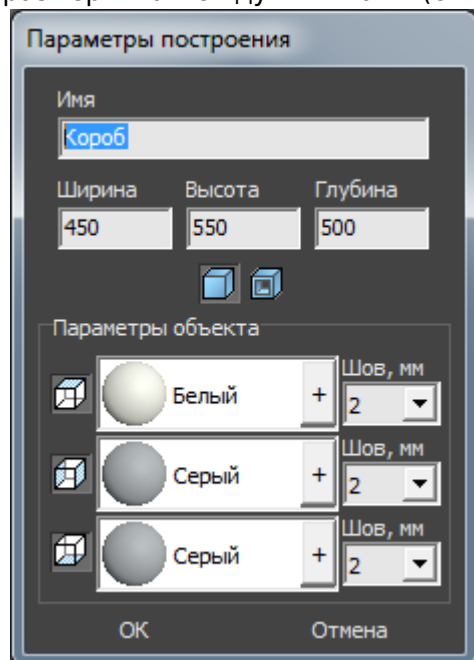 Параметры построения
Имя
Короб
Ширина Высота Глубина
450 550 500
Параметры объекта
Шов, мм
Белый + 2
Шов, мм
Серый + 2
Шов, мм
Серый + 2
ОК Отмена